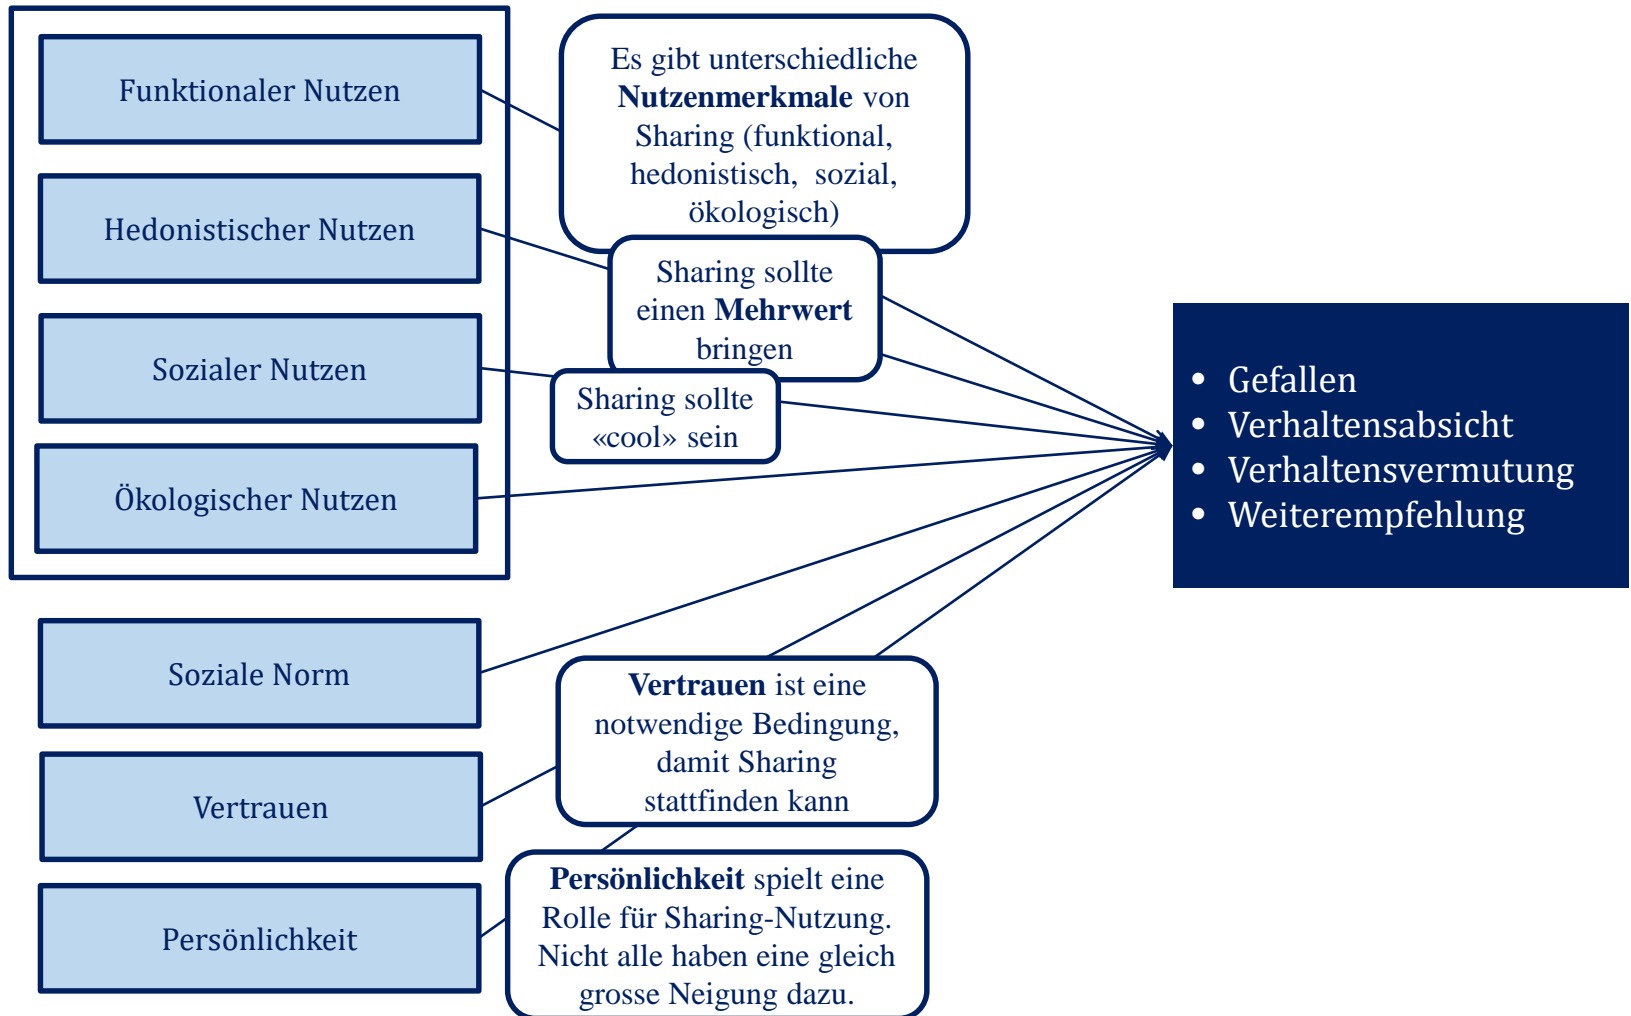 Funktionaler Nutzen
Hedonistischer Nutzen
Sozialer Nutzen
Ökologischer Nutzen
Soziale Norm
Vertrauen
Persönlichkeit
Es gibt unterschiedliche
Nutzenmerkmale von
Sharing (funktional,
hedonistisch, sozial,
ökologisch)
Sharing sollte
einen Mehrwert
bringen
Sharing sollte
«cool» sein
Vertrauen ist eine
notwendige Bedingung,
damit Sharing
stattfinden kann
Persönlichkeit spielt eine
Rolle für Sharing-Nutzung.
Nicht alle haben eine gleich
grosse Neigung dazu.
• Gefallen
• Verhaltensabsicht
• Verhaltensvermutung
• Weiterempfehlung